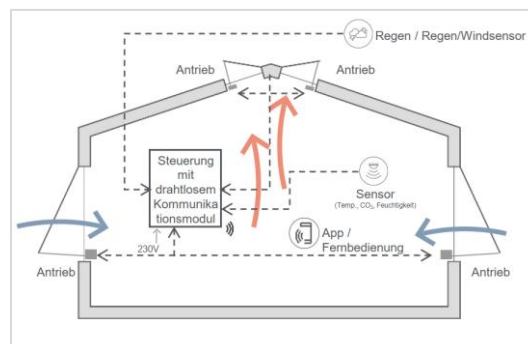 Regen / Regen/Windsensor
Antrieb
Antrieb
Steuerung
mit
drahtlosem
Kommunika
tionsmodul
Sensor
(Temp., CO₂, Feuchtigkeit)
App /
Fernbedienung
230V
Antrieb
Antrieb